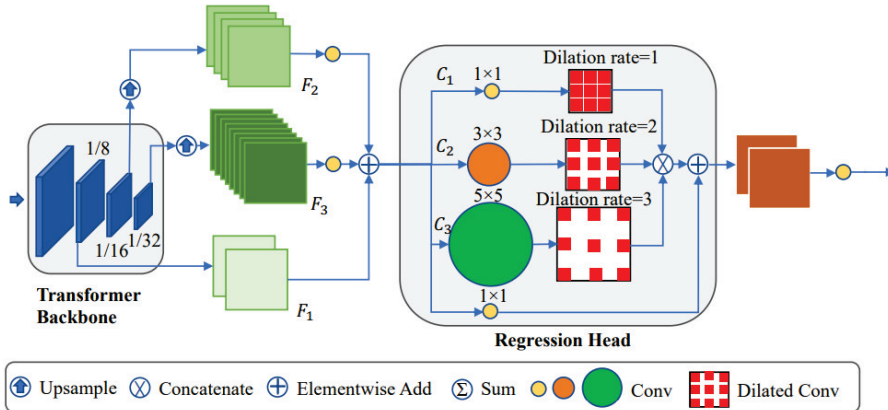 1/8
1/16
1/32
Transformer
Backbone
F₂
F₃
F₁
C₁
1×1
Dilation rate=1
C₂
3×3
Dilation rate=2
5×5
C₃
Dilation rate=3
1×1
Regression Head
Upsample
Concatenate
Elementwise Add
Σ Sum
Conv
Dilated Conv